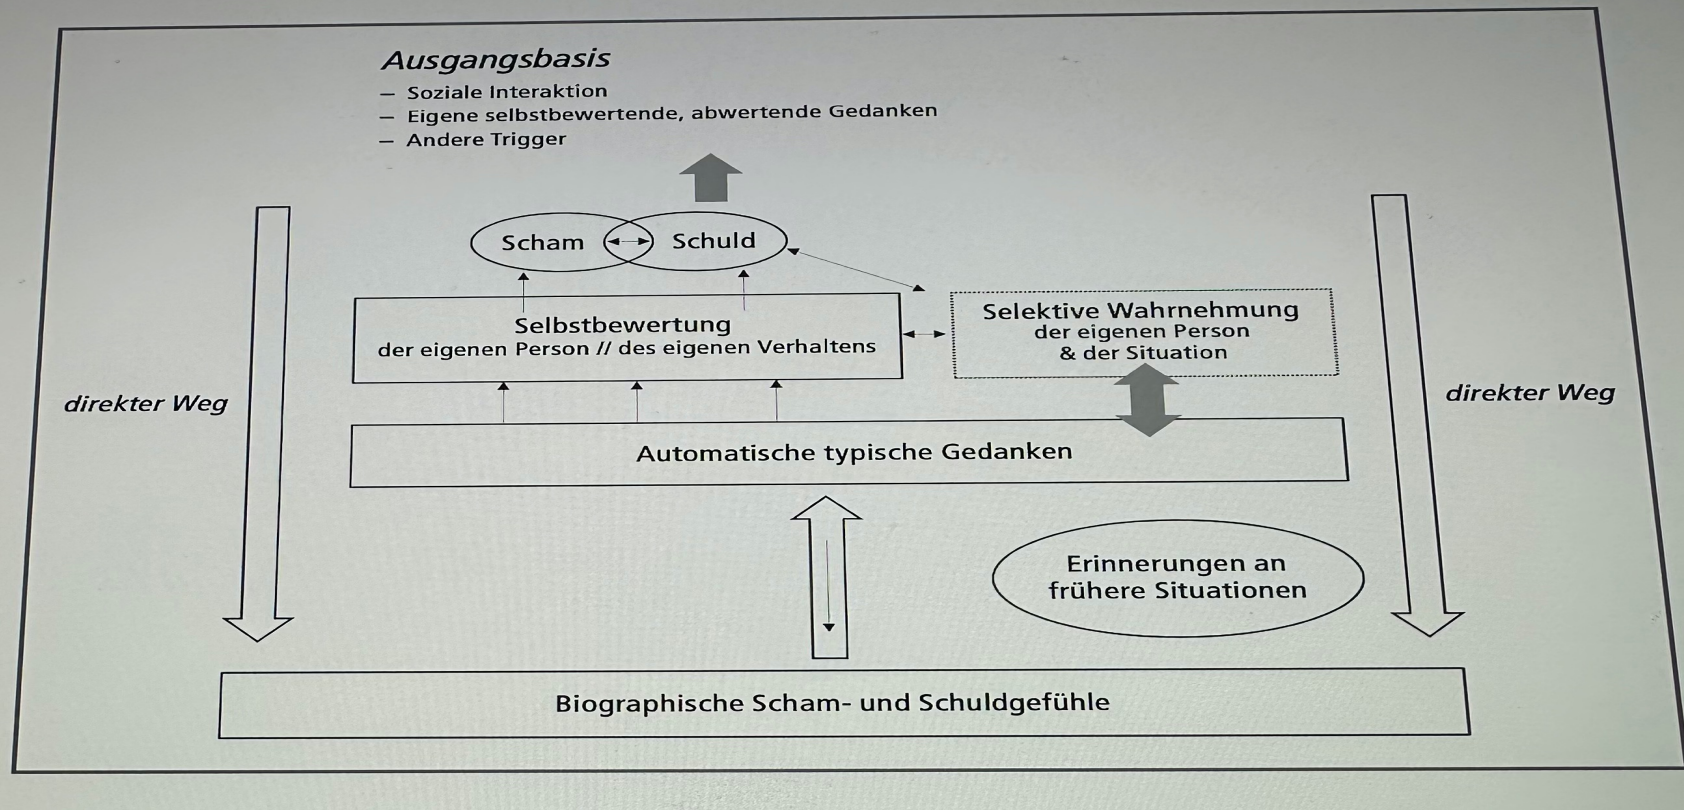 Ausgangsbasis
– Soziale Interaktion
– Eigene selbstbewertende, abwertende Gedanken
– Andere Trigger
Scham
Schuld
Selbstbewertung
der eigenen Person // des eigenen Verhaltens
Selektive Wahrnehmung
der eigenen Person
& der Situation
direkter Weg
direkter Weg
Automatische typische Gedanken
Erinnerungen an
frühere Situationen
Biographische Scham- und Schuldgefühle